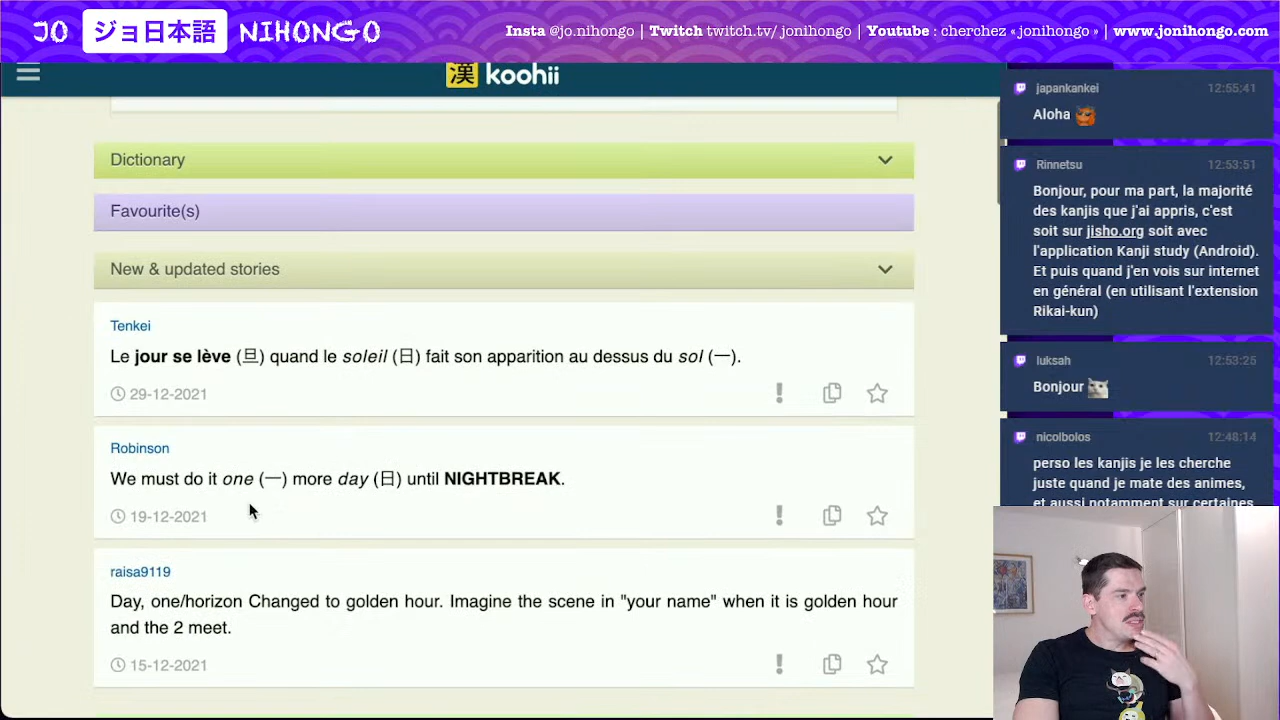 JO ジョ日本語 NIHONGO
Insta @jo.nihongo | Twitch twitch.tv/ jonihongo | Youtube : cherchez « jonihongo » | www.jonihongo.com
漢 koohii
Dictionary
Favourite(s)
New & updated stories
Tenkei
Le jour se lève (旦) quand le soleil (日) fait son apparition au dessus du sol (一).
29-12-2021
Robinson
We must do it one (一) more day (日) until NIGHTBREAK.
19-12-2021
raisa9119
Day, one/horizon Changed to golden hour. Imagine the scene in "your name" when it is golden hour
and the 2 meet.
15-12-2021
japankankei 12:55:41
Aloha
Rinnetsu 12:53:51
Bonjour, pour ma part, la majorité
des kanjis que j'ai appris, c'est
soit sur jisho.org soit avec
l'application Kanji study (Android).
Et puis quand j'en vois sur internet
en général (en utilisant l'extension
Rikai-kun)
luksah 12:53:25
Bonjour
nicolbolos 12:48:14
perso les kanjis je les cherche
juste quand je mate des animes,
et aussi notamment sur certaines